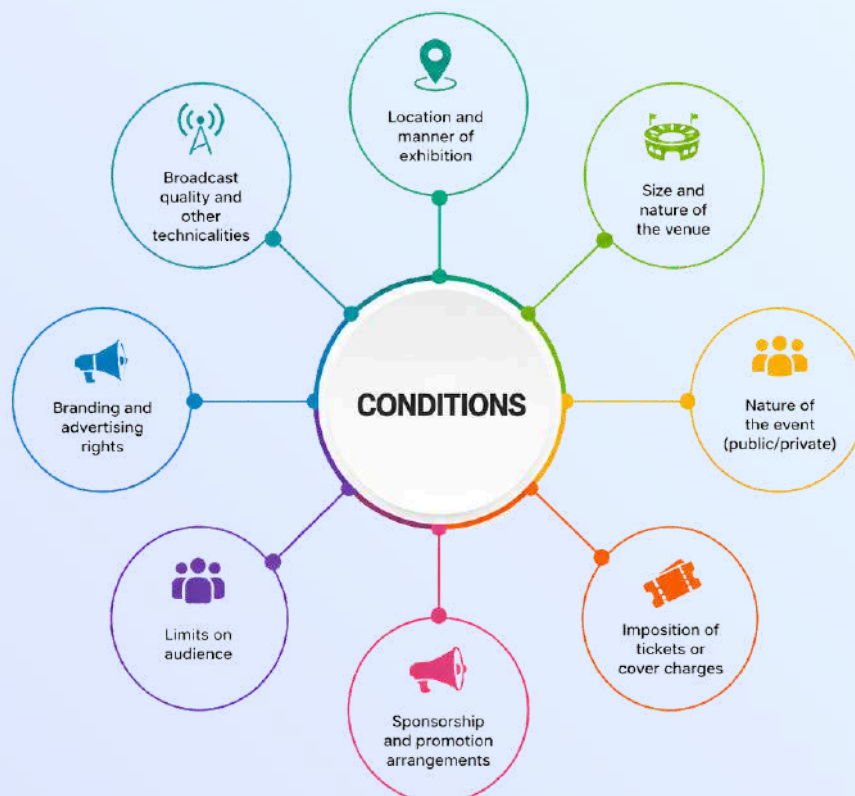 Location and
manner of
exhibition
Size and
nature of
the venue
Nature of
the event
(public/private)
Imposition of
tickets or
cover charges
Sponsorship
and promotion
arrangements
Limits on
audience
Branding and
advertising
rights
Broadcast
quality and
other
technicalities
CONDITIONS